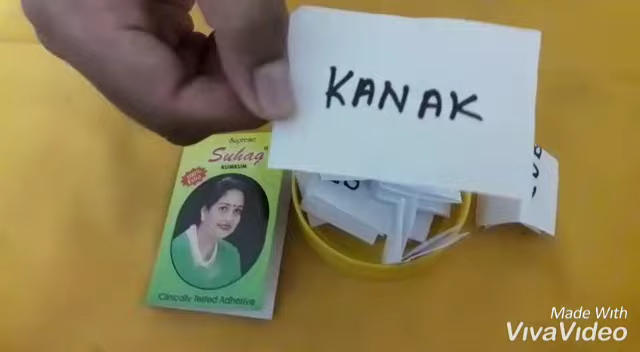 KANAK
Supreme
Suhag
KUMKUM
Clinically Tested Adhesive
Made With
VivaVideo